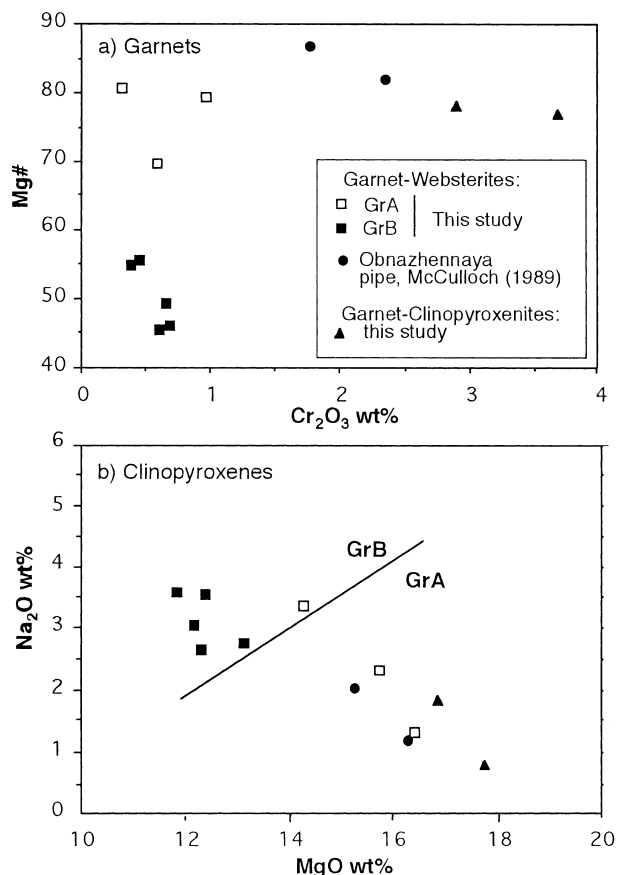 90
80
70
60
50
40
Mg#
a) Garnets
Garnet-Websterites:
GrA
GrB
This study
Obnazhennaya
pipe, McCulloch (1989)
Garnet-Clinopyroxenites:
this study
0 1 2 3 4
Cr₂O₃ wt%
6
5
4
3
2
1
0
Na₂O wt%
b) Clinopyroxenes
GrB
GrA
10 12 14 16 18 20
MgO wt%